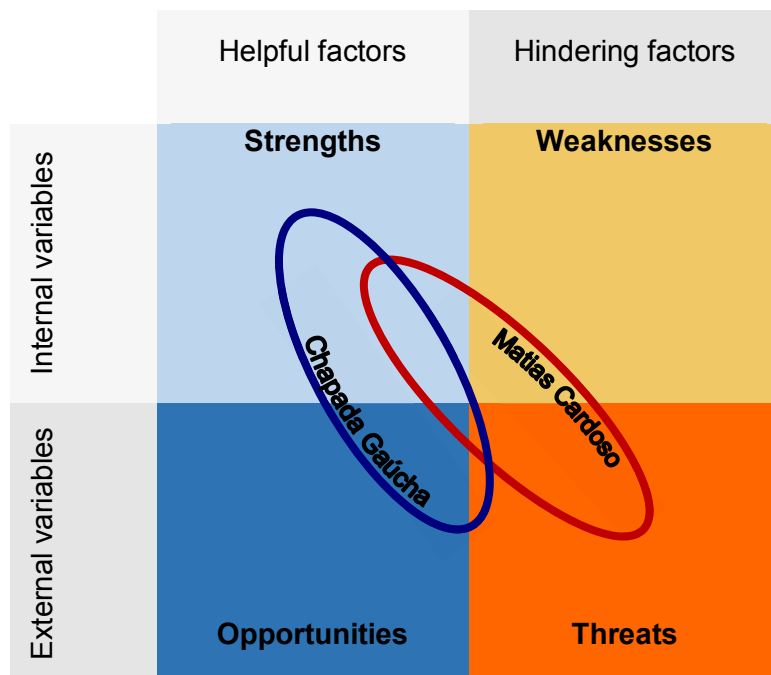 Helpful factors
Hindering factors
Strengths
Weaknesses
Internal variables
Chapada Gaúcha
Matias Cardoso
External variables
Opportunities
Threats